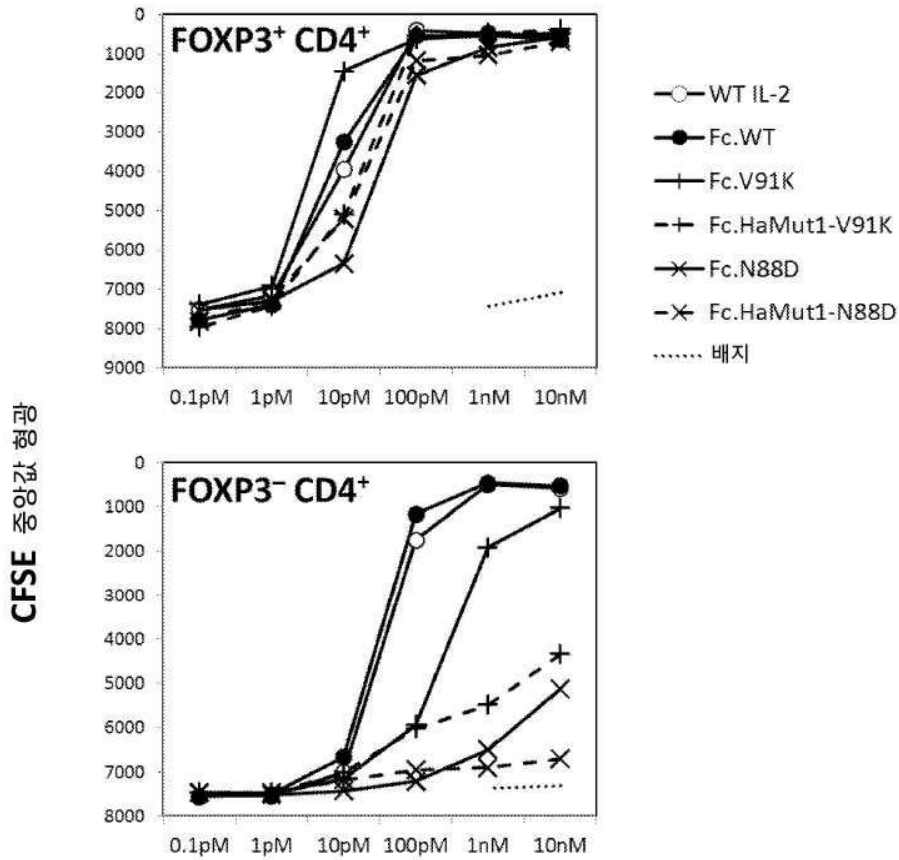 FOXP3⁺ CD4⁺
0
1000
2000
3000
4000
5000
6000
7000
8000
9000
0.1pM 1pM 10pM 100pM 1nM 10nM
WT IL-2
Fc.WT
Fc.V91K
Fc.HaMut1-V91K
Fc.N88D
Fc.HaMut1-N88D
배지
CFSE 중앙값 형광
FOXP3⁻ CD4⁺
0
1000
2000
3000
4000
5000
6000
7000
8000
0.1pM 1pM 10pM 100pM 1nM 10nM